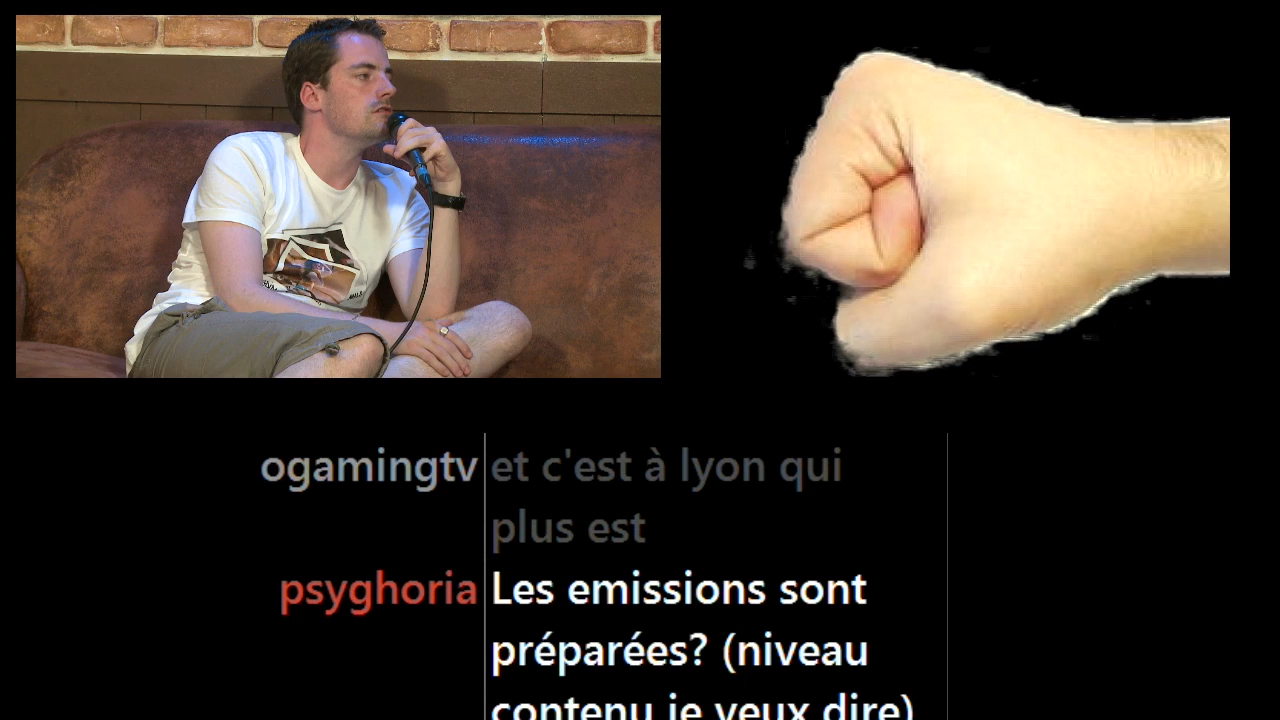 ogamingtv et c'est à lyon qui
plus est
psyghoria Les emissions sont
préparées? (niveau
contenu je veux dire)